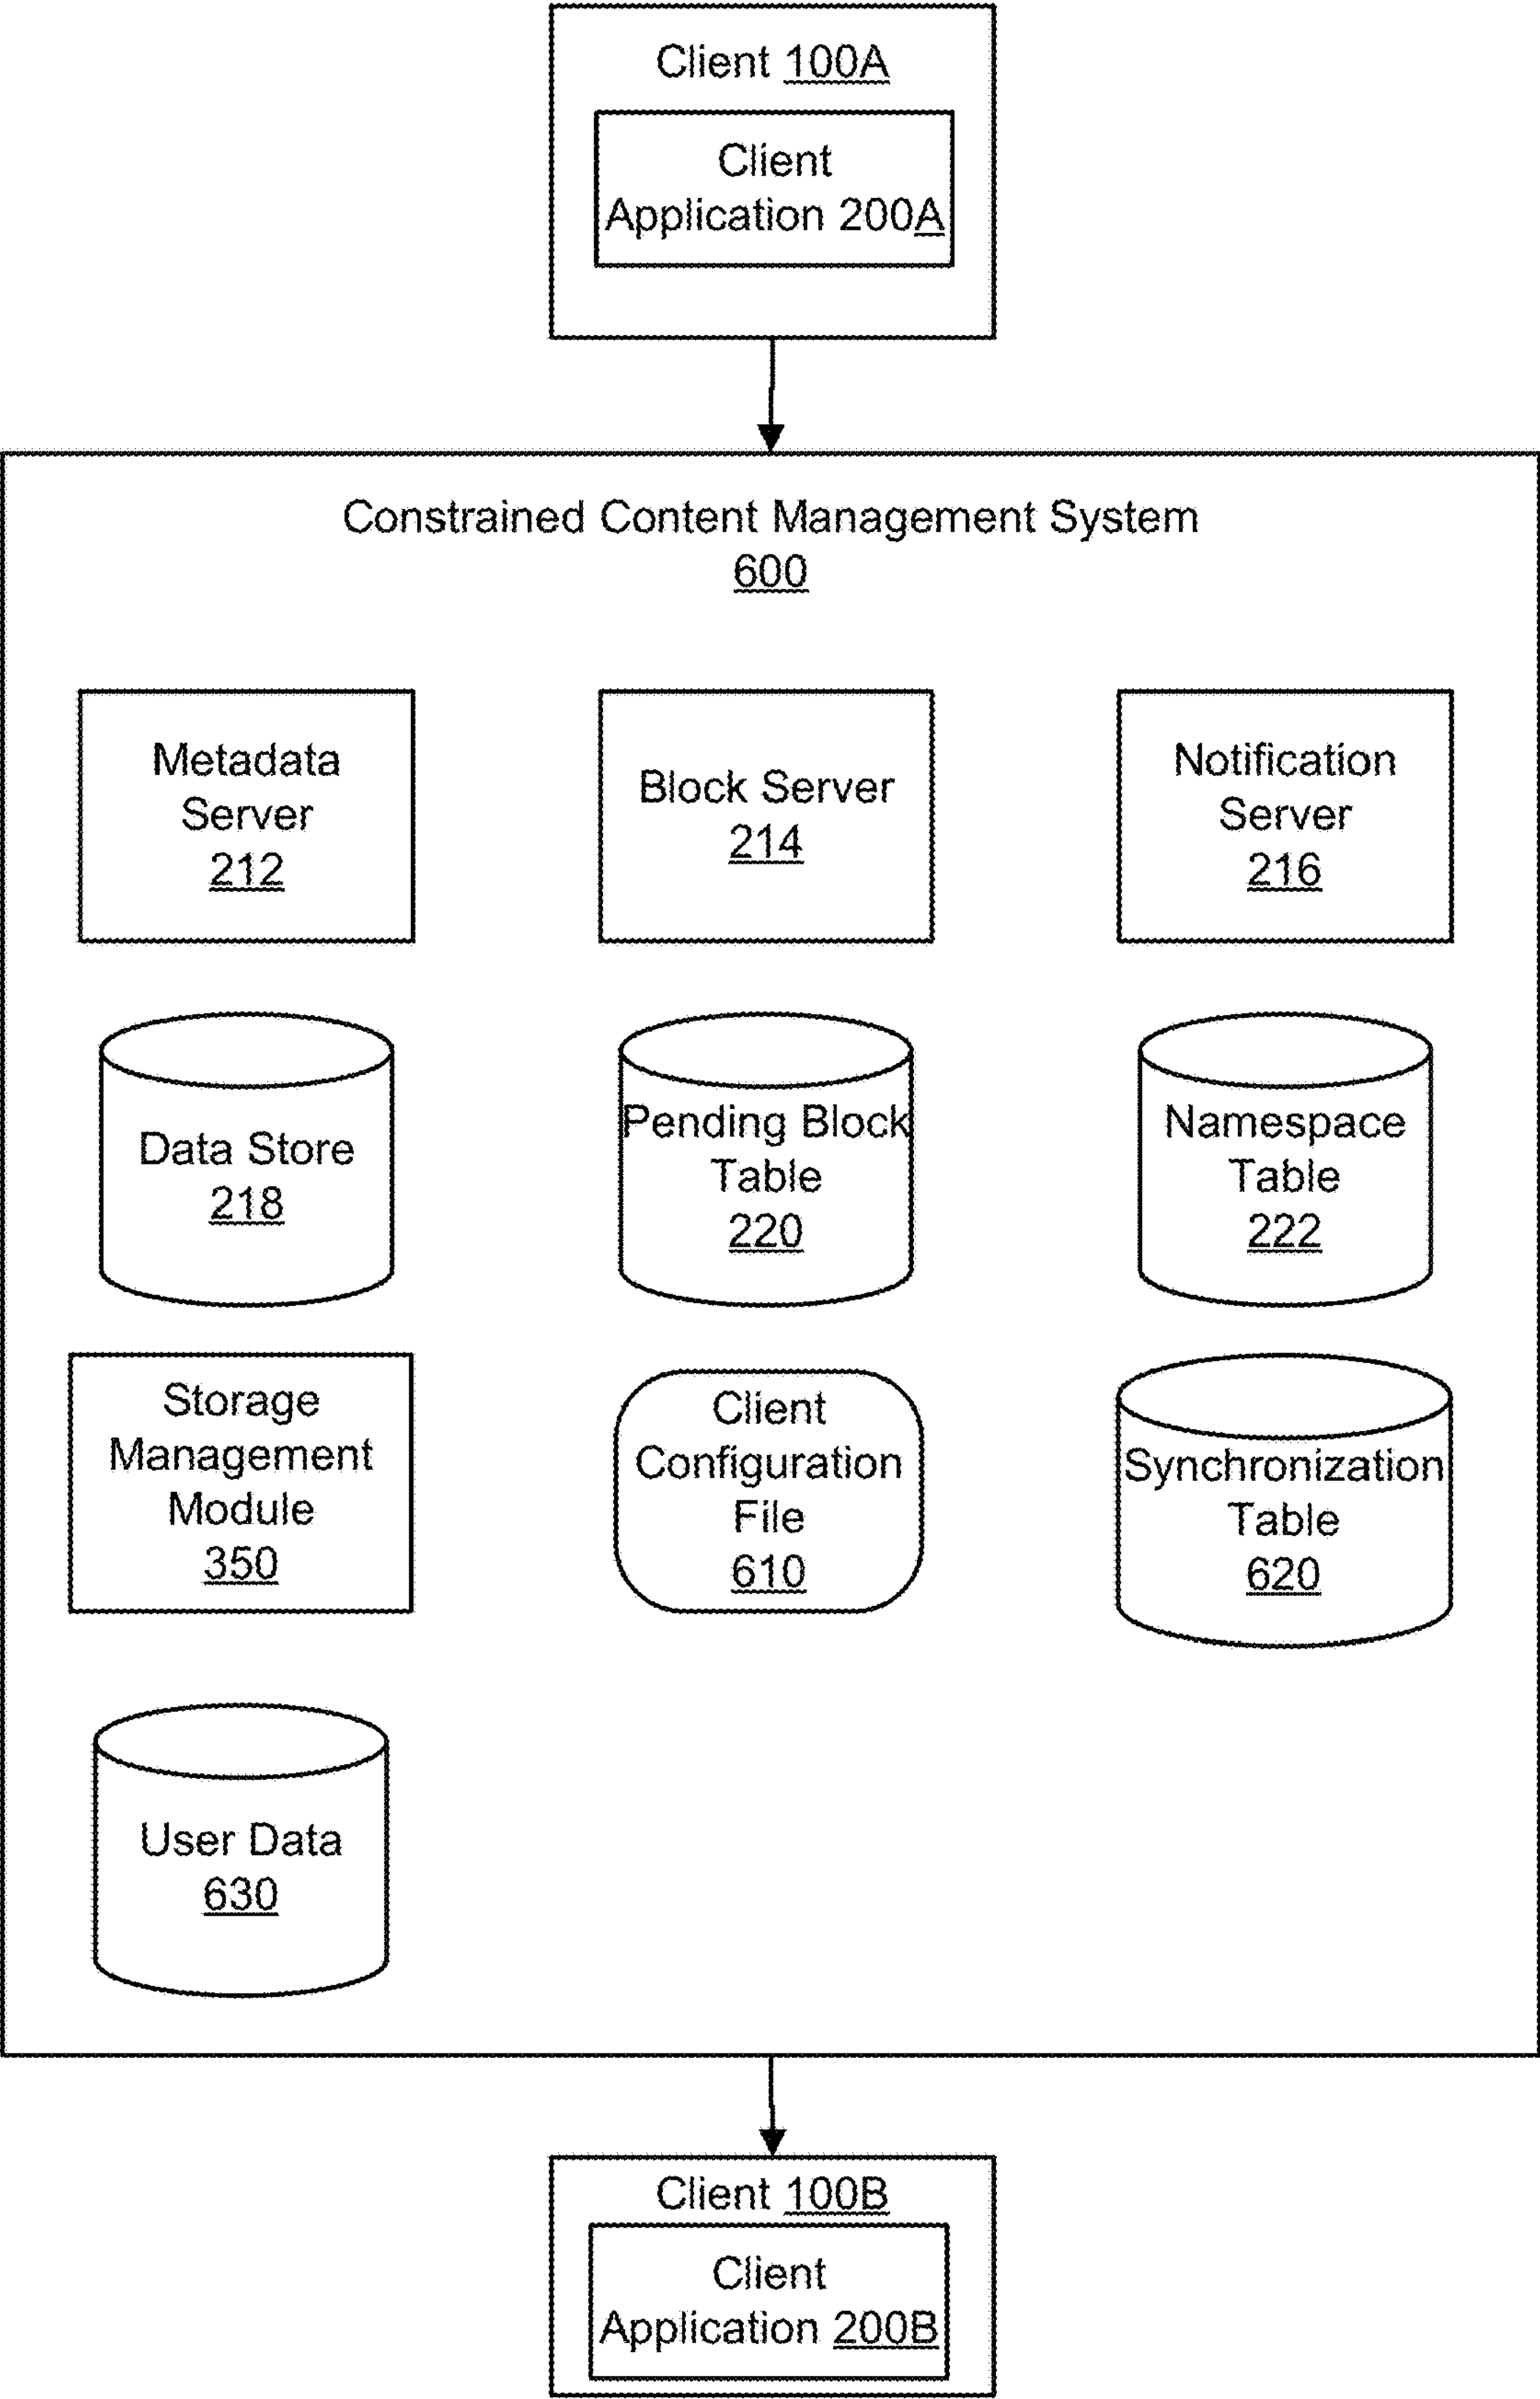 Client 100A
Client
Application 200A
Constrained Content Management System
600
Metadata
Server
212
Block Server
214
Notification
Server
216
Data Store
218
Pending Block
Table
220
Namespace
Table
222
Storage
Management
Module
350
Client
Configuration
File
610
Synchronization
Table
620
User Data
630
Client 100B
Client
Application 200B